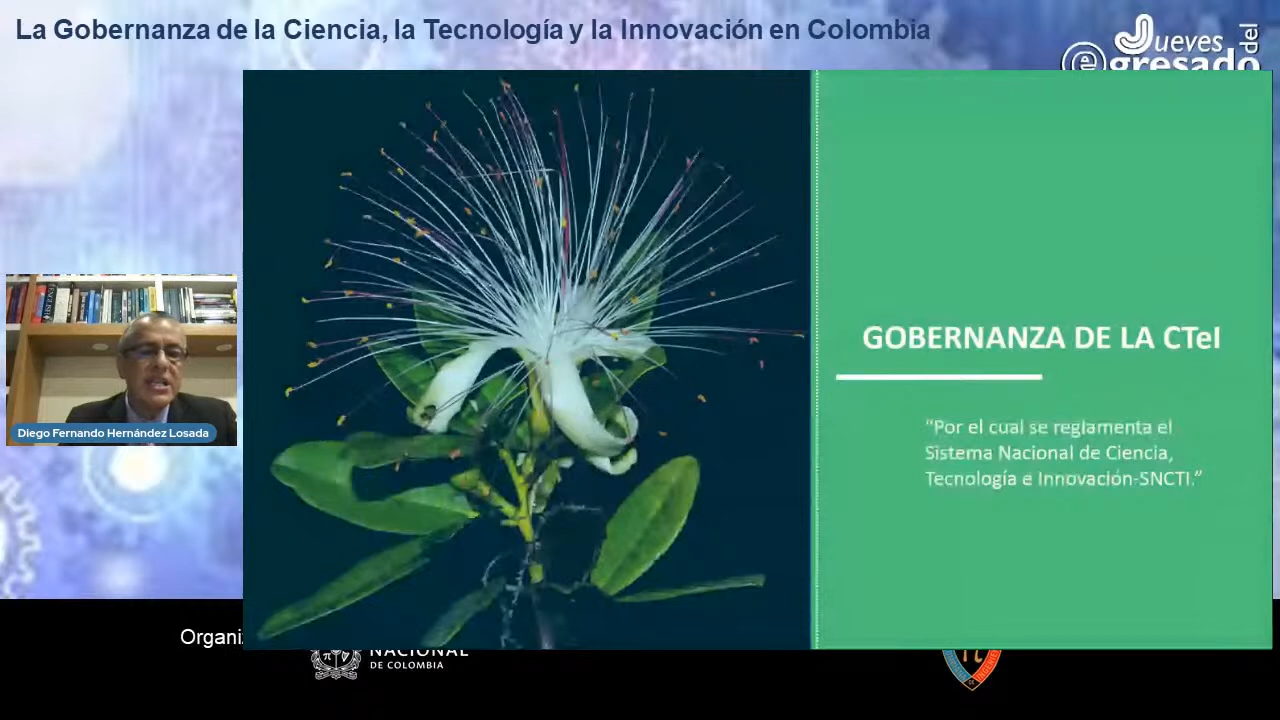 La Gobernanza de la Ciencia, la Tecnología y la Innovación en Colombia
Jueves
del
egresado
GOBERNANZA DE LA CTeI
“Por el cual se reglamenta el
Sistema Nacional de Ciencia,
Tecnología e Innovación-SNCTI.”
Diego Fernando Hernández Losada
Organiz
NACIONAL
DE COLOMBIA